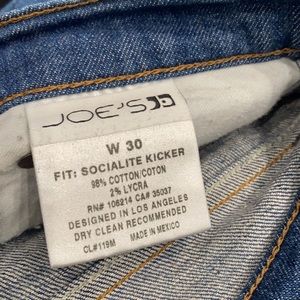 JOE'S
W 30
FIT: SOCIALITE KICKER
98% COTTON/COTON
2% LYCRA
RN# 106214 CA# 35037
DESIGNED IN LOS ANGELES
DRY CLEAN RECOMMENDED
CL#119M MADE IN MEXICO